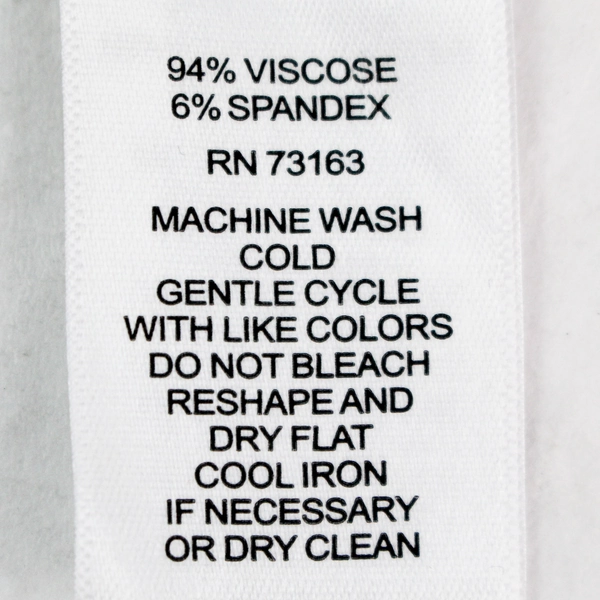 94% VISCOSE
6% SPANDEX
RN 73163
MACHINE WASH
COLD
GENTLE CYCLE
WITH LIKE COLORS
DO NOT BLEACH
RESHAPE AND
DRY FLAT
COOL IRON
IF NECESSARY
OR DRY CLEAN